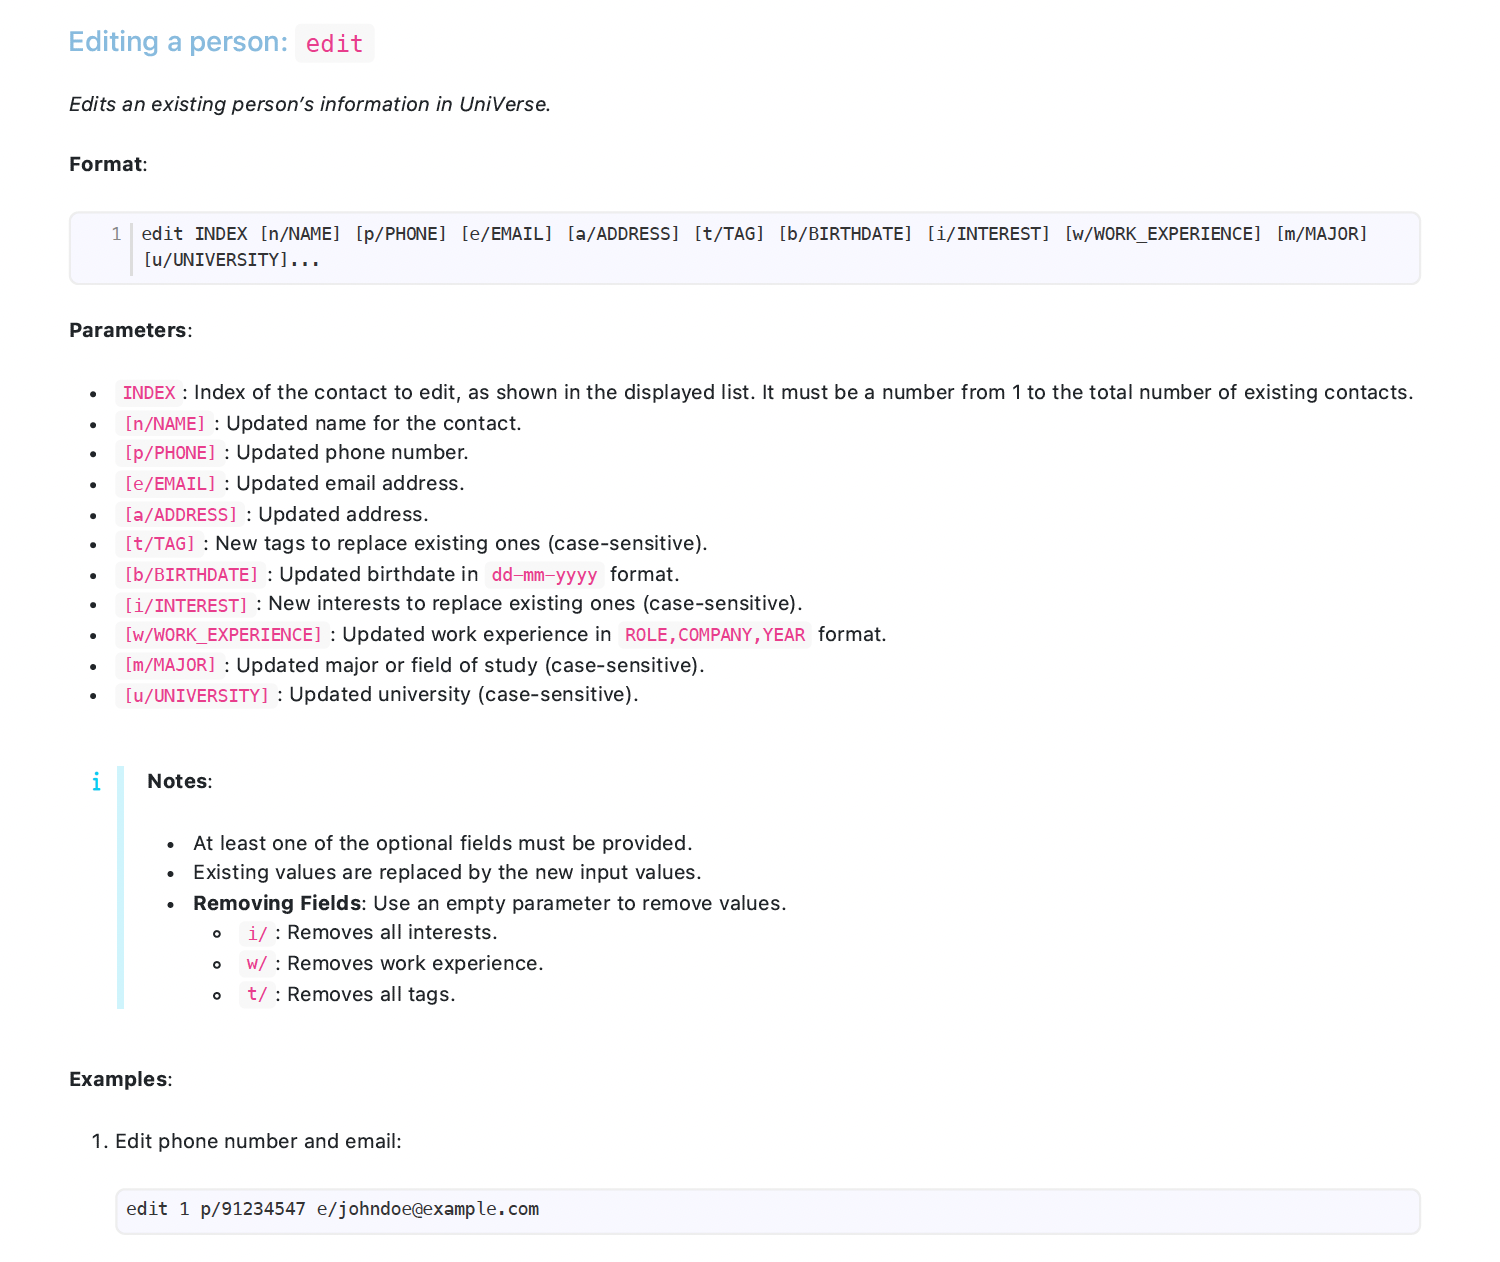 Editing a person: edit
Edits an existing person’s information in UniVerse.
Format:
1 edit INDEX [n/NAME] [p/PHONE] [e/EMAIL] [a/ADDRESS] [t/TAG] [b/BIRTHDATE] [i/INTEREST] [w/WORK_EXPERIENCE] [m/MAJOR]
[u/UNIVERSITY]...
Parameters:
• INDEX : Index of the contact to edit, as shown in the displayed list. It must be a number from 1 to the total number of existing contacts.
• [n/NAME] : Updated name for the contact.
• [p/PHONE] : Updated phone number.
• [e/EMAIL] : Updated email address.
• [a/ADDRESS] : Updated address.
• [t/TAG] : New tags to replace existing ones (case-sensitive).
• [b/BIRTHDATE] : Updated birthdate in dd-mm-yyyy format.
• [i/INTEREST] : New interests to replace existing ones (case-sensitive).
• [w/WORK_EXPERIENCE] : Updated work experience in ROLE,COMPANY,YEAR format.
• [m/MAJOR] : Updated major or field of study (case-sensitive).
• [u/UNIVERSITY] : Updated university (case-sensitive).
i Notes:
• At least one of the optional fields must be provided.
• Existing values are replaced by the new input values.
• Removing Fields: Use an empty parameter to remove values.
◦ i/ : Removes all interests.
◦ w/ : Removes work experience.
◦ t/ : Removes all tags.
Examples:
1. Edit phone number and email:
edit 1 p/91234547 e/johndoe@example.com